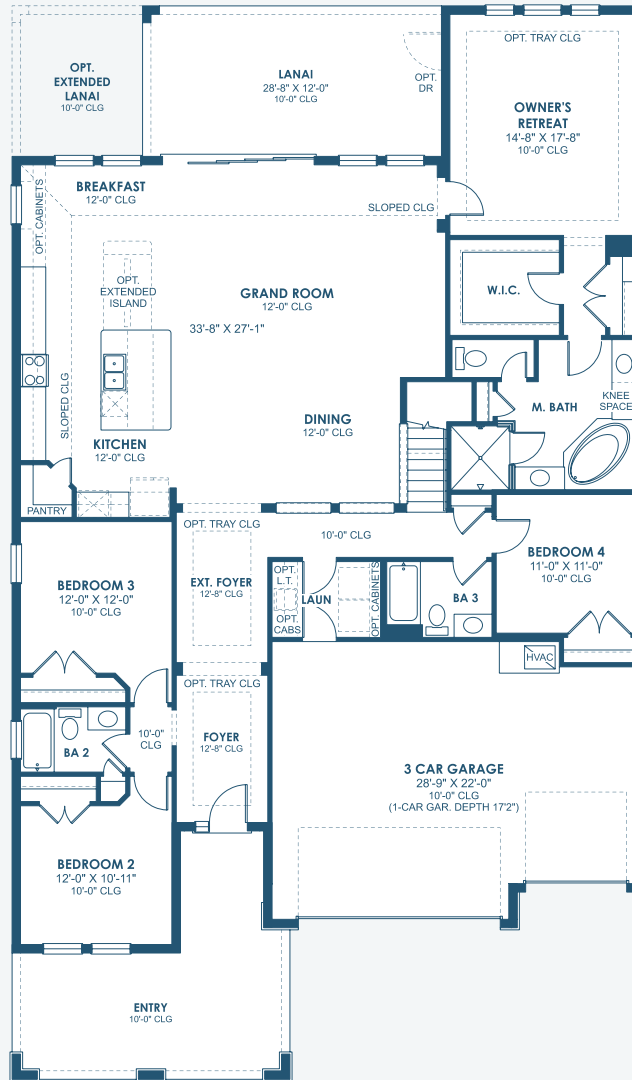 OPT.
EXTENDED
LANAI
10'-0" CLG
LANAI
28'-8" X 12'-0"
10'-0" CLG
OPT.
DR
OPT. TRAY CLG
OWNER'S
RETREAT
14'-8" X 17'-8"
10'-0" CLG
BREAKFAST
12'-0" CLG
OPT. CABINETS
SLOPED CLG
OPT.
EXTENDED
ISLAND
GRAND ROOM
12'-0" CLG
33'-8" X 27'-1"
W.I.C.
SLOPED CLG
KITCHEN
12'-0" CLG
DINING
12'-0" CLG
M. BATH
KNEE
SPACE
PANTRY
OPT. TRAY CLG
10'-0" CLG
BEDROOM 3
12'-0" X 12'-0"
10'-0" CLG
EXT. FOYER
12'-8" CLG
OPT.
L.T.
LAUN
OPT.
CABS
OPT. CABINETS
BA 3
BEDROOM 4
11'-0" X 11'-0"
10'-0" CLG
HVAC
OPT. TRAY CLG
BA 2
10'-0"
CLG
FOYER
12'-8" CLG
3 CAR GARAGE
28'-9" X 22'-0"
10'-0" CLG
(1-CAR GAR. DEPTH 17'2")
BEDROOM 2
12'-0" X 10'-11"
10'-0" CLG
ENTRY
10'-0" CLG